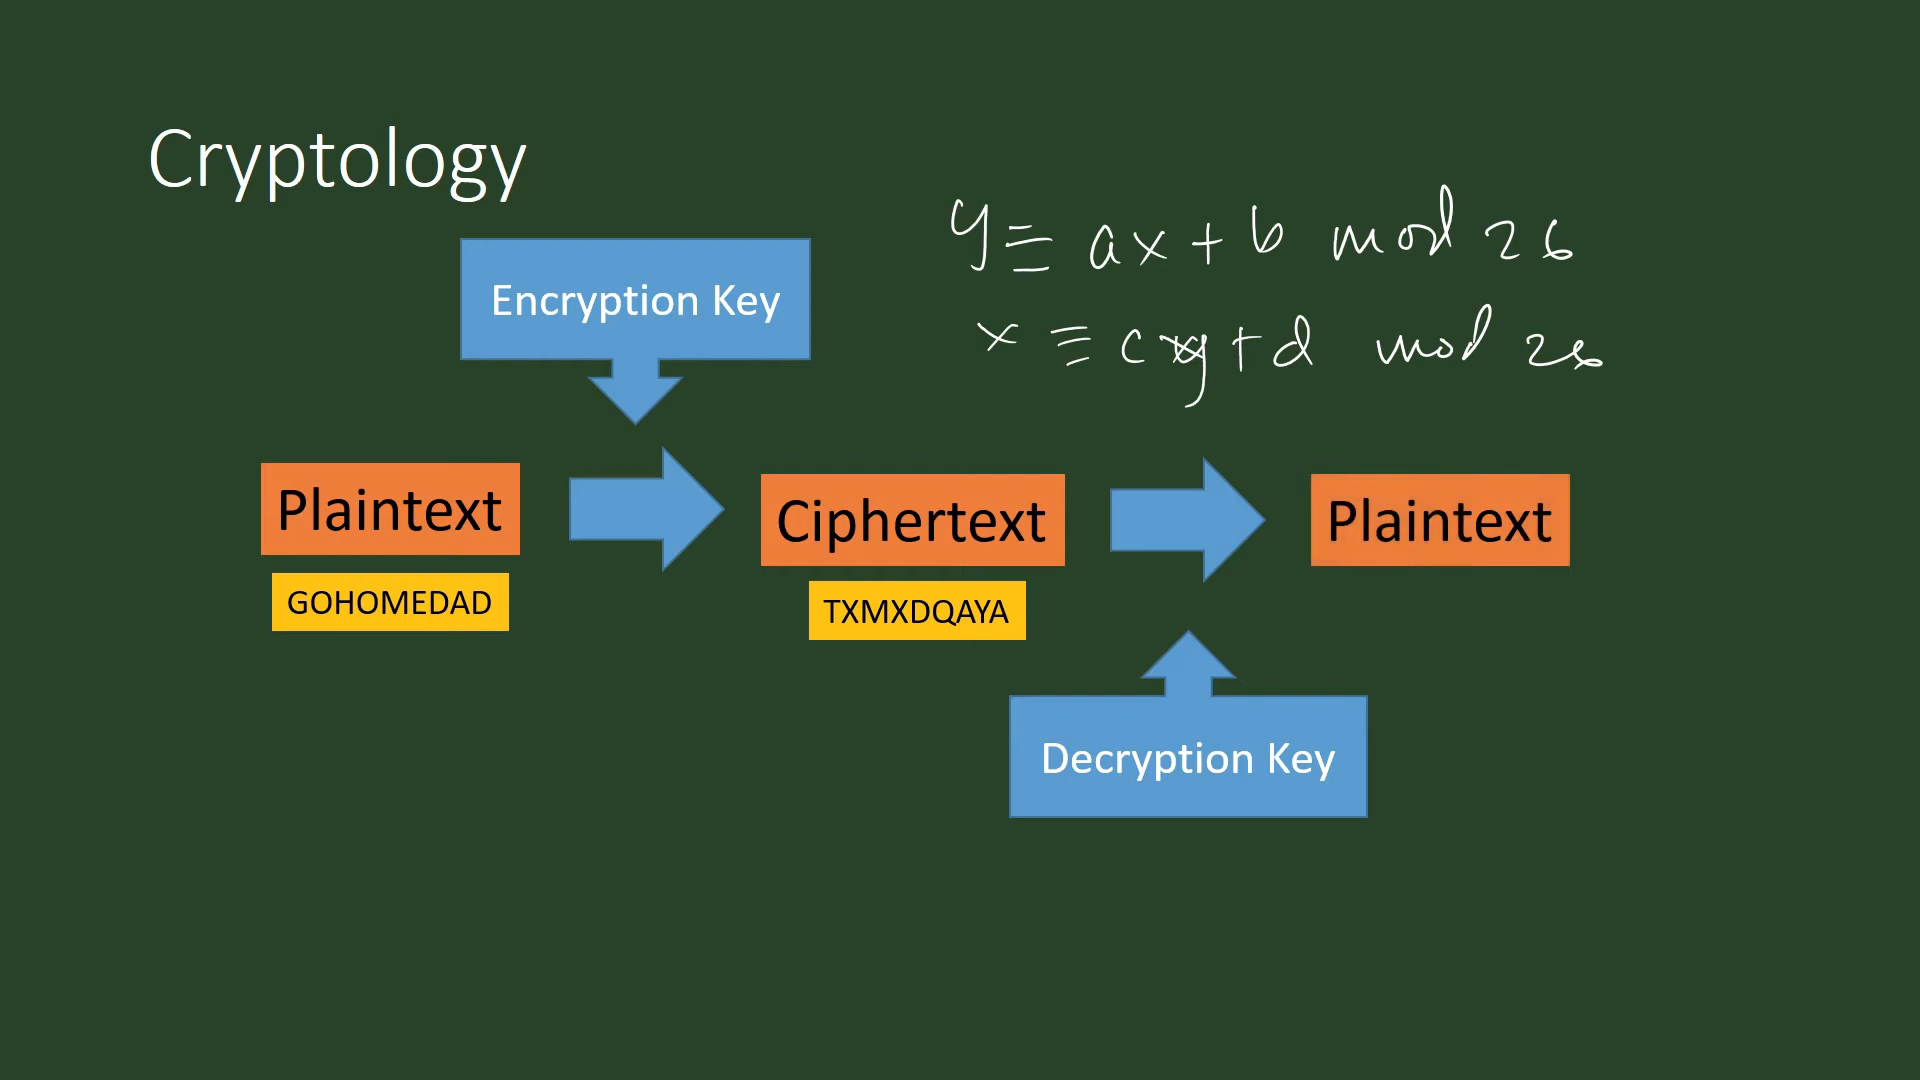 Cryptology
y ≡ ax + b mod 26
Encryption Key
x ≡ cy + d mod 26
Plaintext
Ciphertext
Plaintext
GOHOMEDAD
TXMXDQAYA
Decryption Key